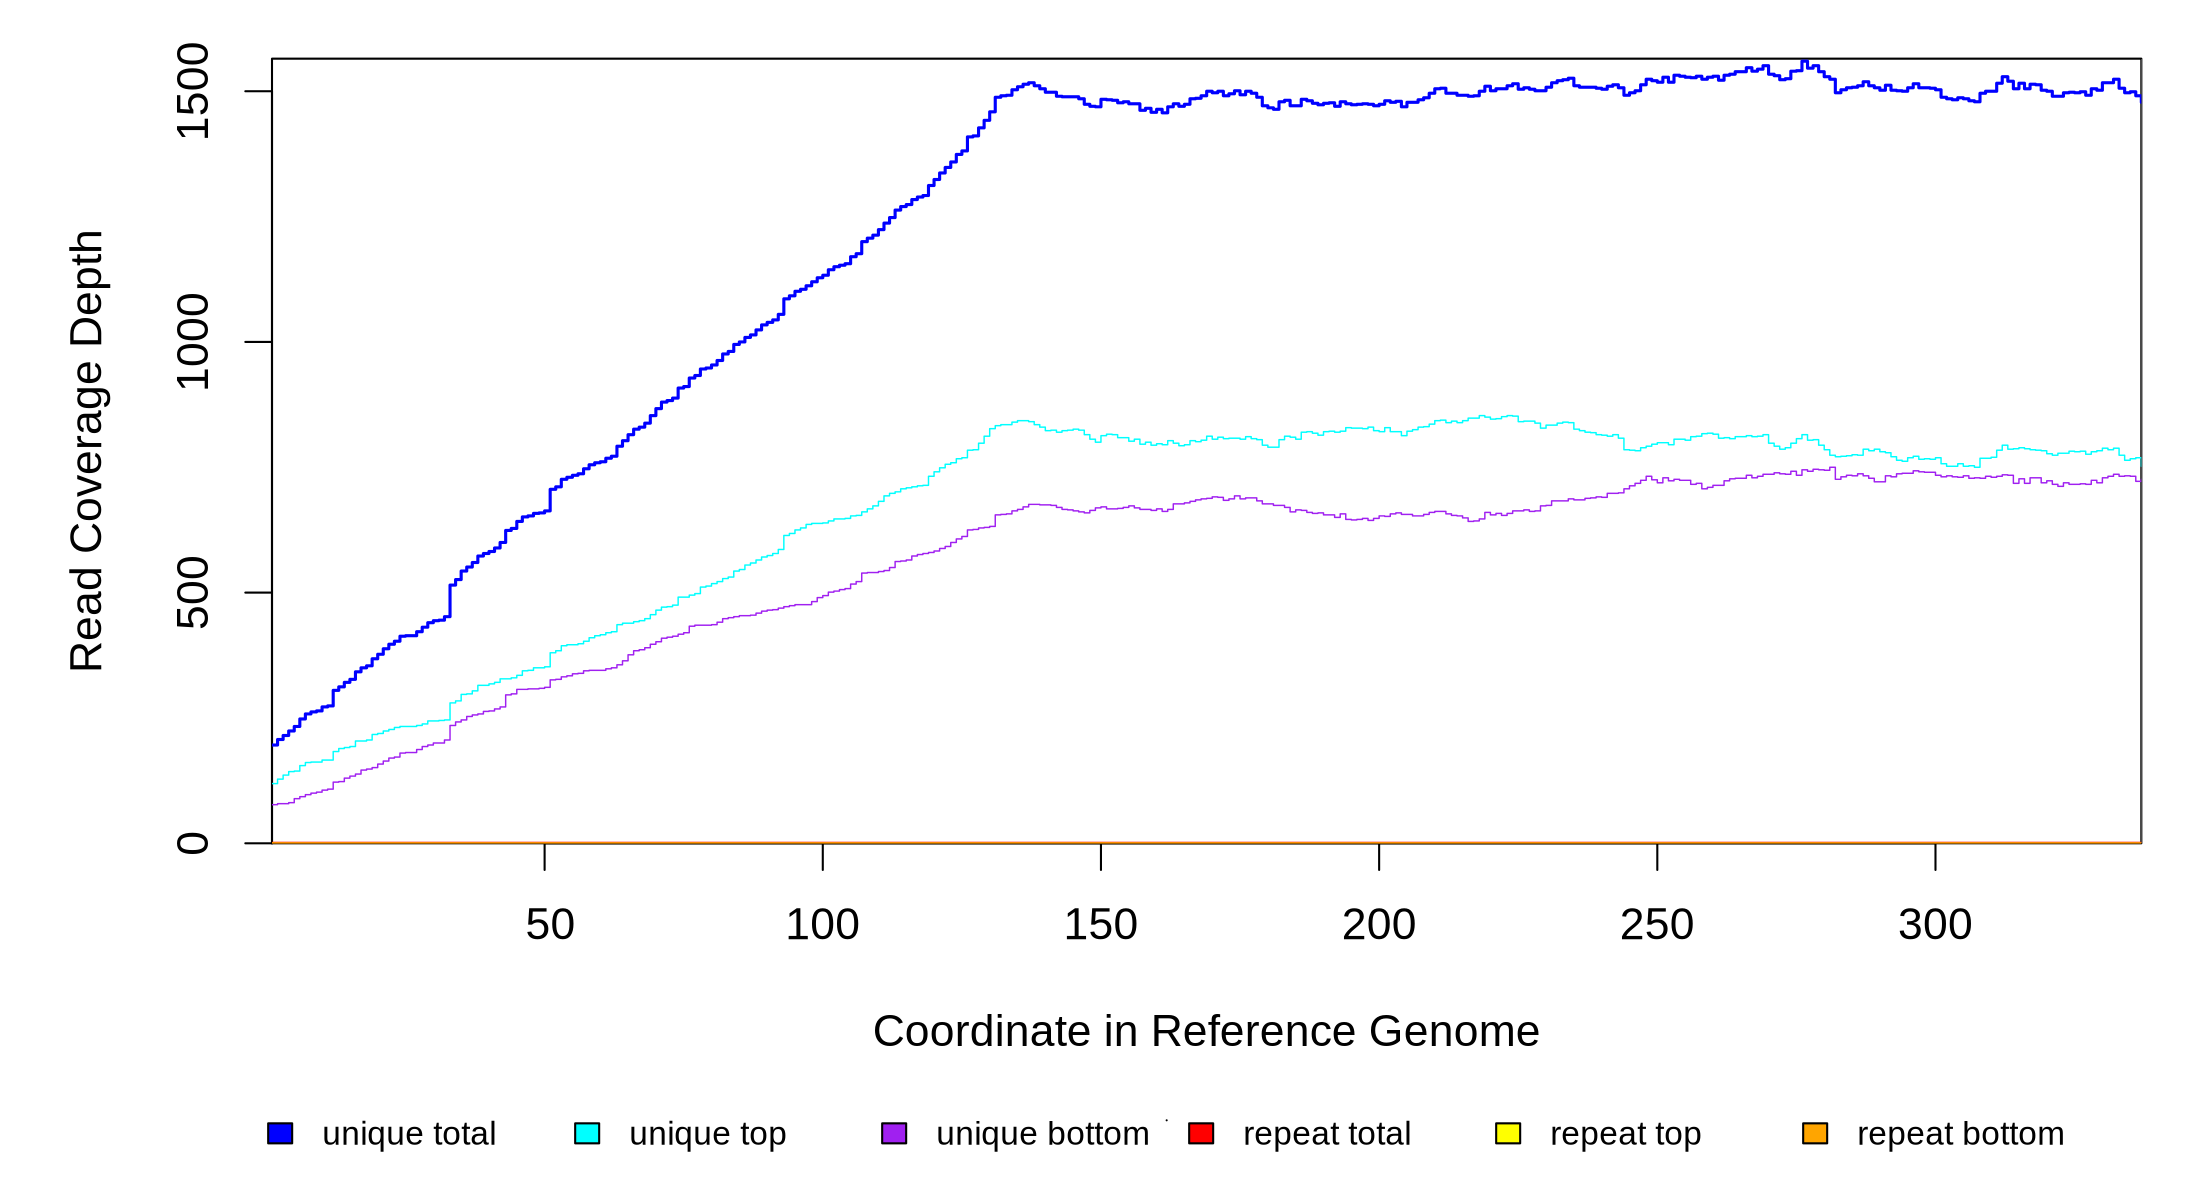 1500
1000
500
0
Read Coverage Depth
50 100 150 200 250 300
Coordinate in Reference Genome
unique total unique top unique bottom repeat total repeat top repeat bottom